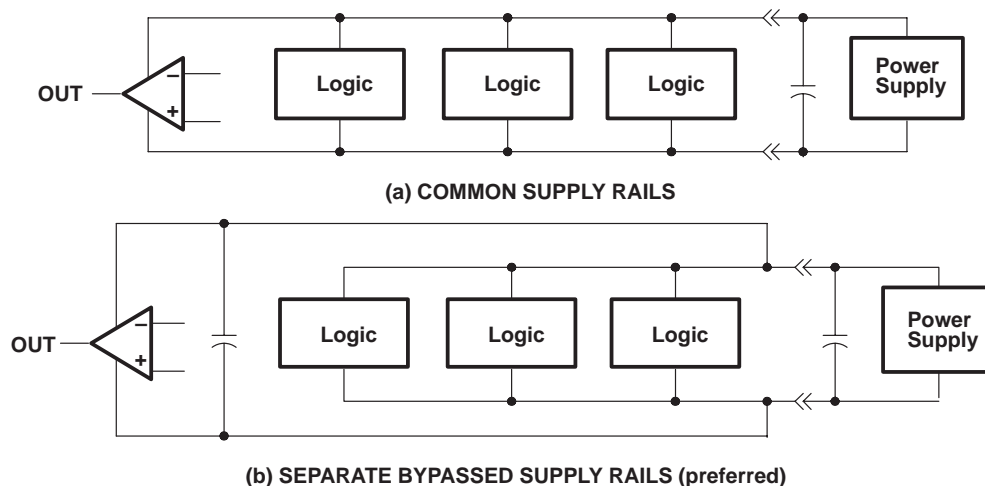 OUT
−
+
Logic
Logic
Logic
Power
Supply
(a) COMMON SUPPLY RAILS
OUT
−
+
Logic
Logic
Logic
Power
Supply
(b) SEPARATE BYPASSED SUPPLY RAILS (preferred)